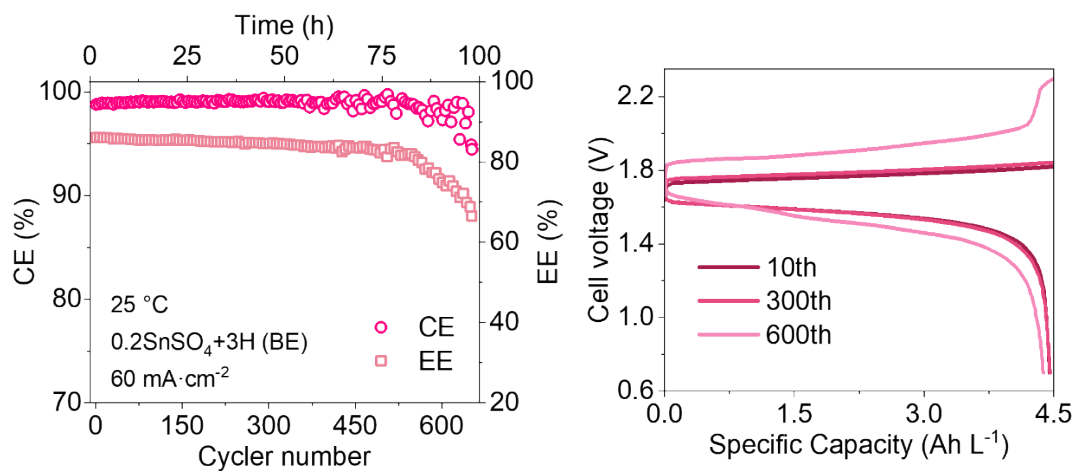 Time (h)
0 25 50 75 100
100
90
80
70
CE (%)
100
80
60
40
20
EE (%)
25 °C
0.2SnSO₄+3H (BE)
60 mA·cm⁻²
CE
EE
0 150 300 450 600
Cycler number
2.2
1.8
1.4
1.0
0.6
Cell voltage (V)
10th
300th
600th
0.0 1.5 3.0 4.5
Specific Capacity (Ah L⁻¹)